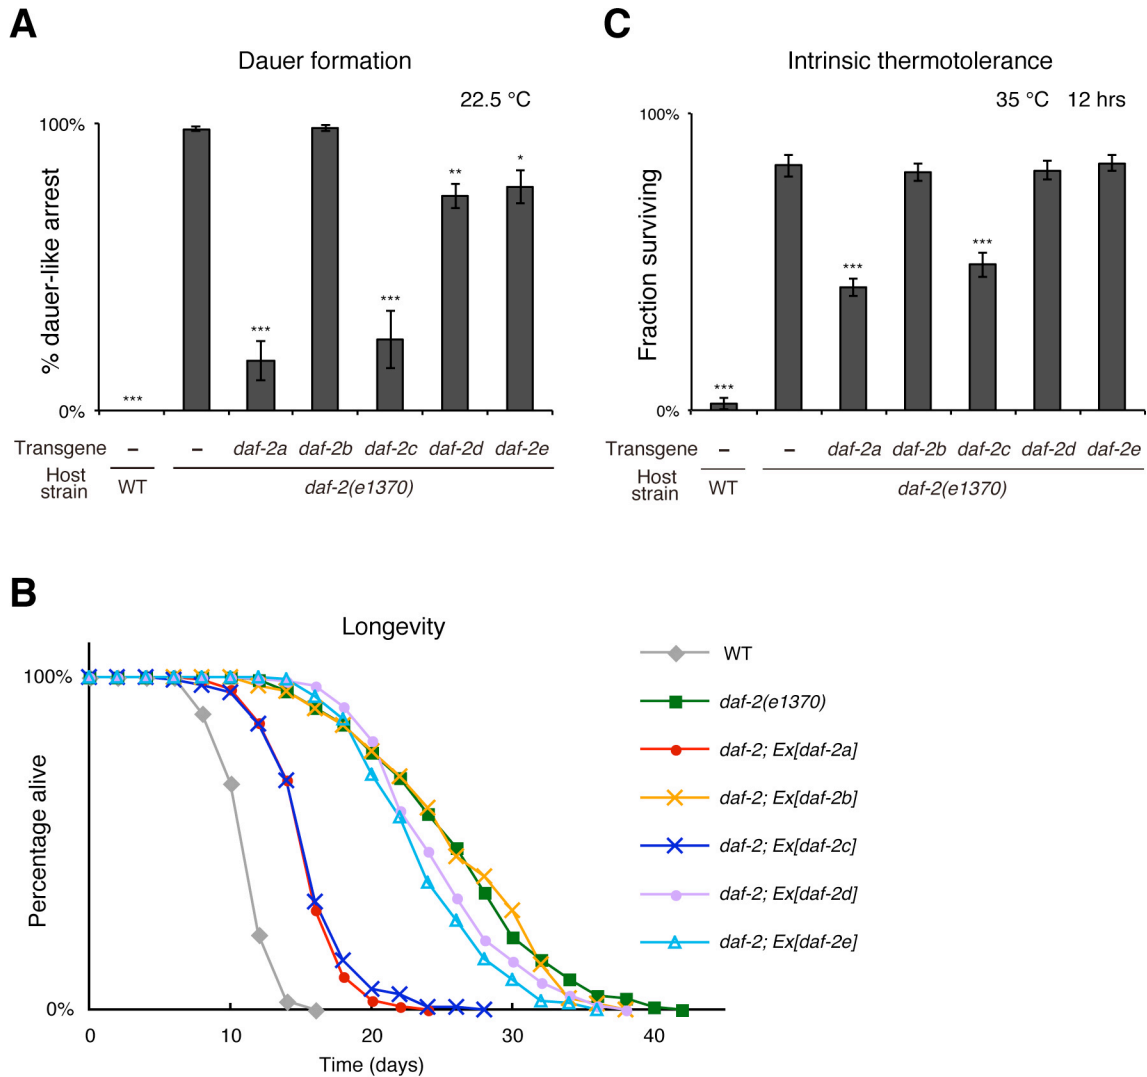 A
Dauer formation
22.5 °C
100%
% dauer-like arrest
***
***
***
**
*
0%
Transgene – – daf-2a daf-2b daf-2c daf-2d daf-2e
Host
strain
WT daf-2(e1370)
C
Intrinsic thermotolerance
35 °C 12 hrs
100%
Fraction surviving
***
***
***
0%
Transgene – – daf-2a daf-2b daf-2c daf-2d daf-2e
Host
strain
WT daf-2(e1370)
B
Longevity
100%
Percentage alive
0%
0 10 20 30 40
Time (days)
WT
daf-2(e1370)
daf-2; Ex[daf-2a]
daf-2; Ex[daf-2b]
daf-2; Ex[daf-2c]
daf-2; Ex[daf-2d]
daf-2; Ex[daf-2e]